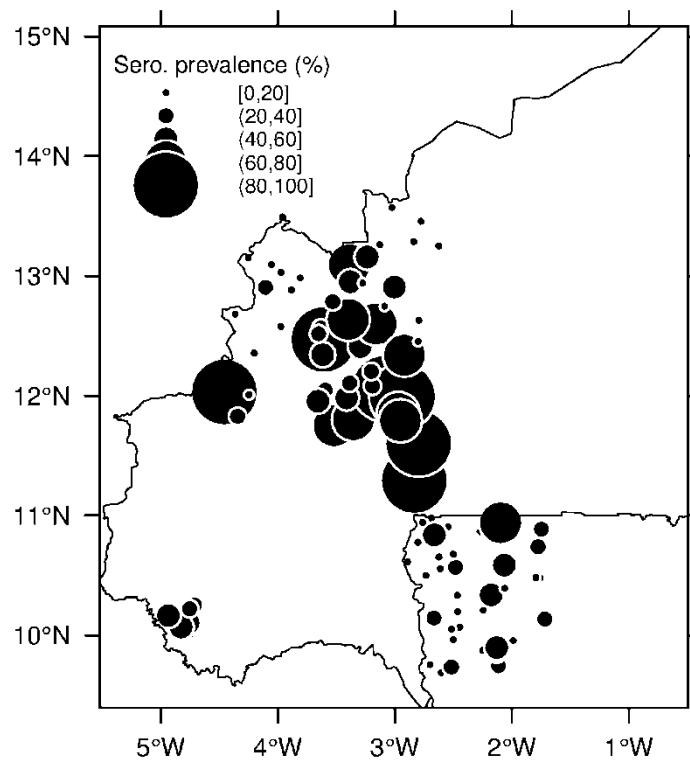 15°N
14°N
13°N
12°N
11°N
10°N
Sero. prevalence (%)
[0,20]
(20,40]
(40,60]
(60,80]
(80,100]
5°W 4°W 3°W 2°W 1°W